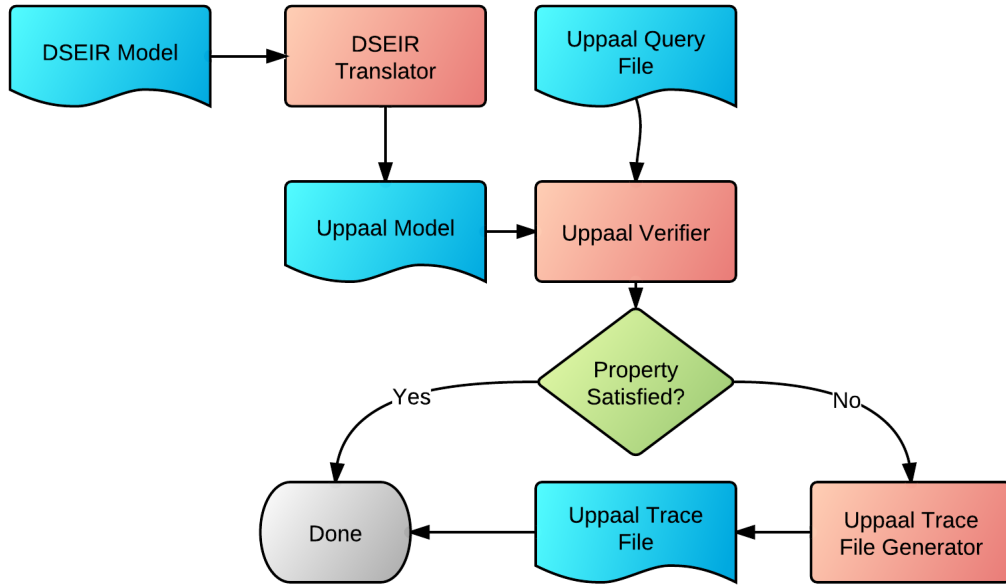 DSEIR Model
DSEIR
Translator
Uppaal Query
File
Uppaal Model
Uppaal Verifier
Property
Satisfied?
Yes
No
Done
Uppaal Trace
File
Uppaal Trace
File Generator